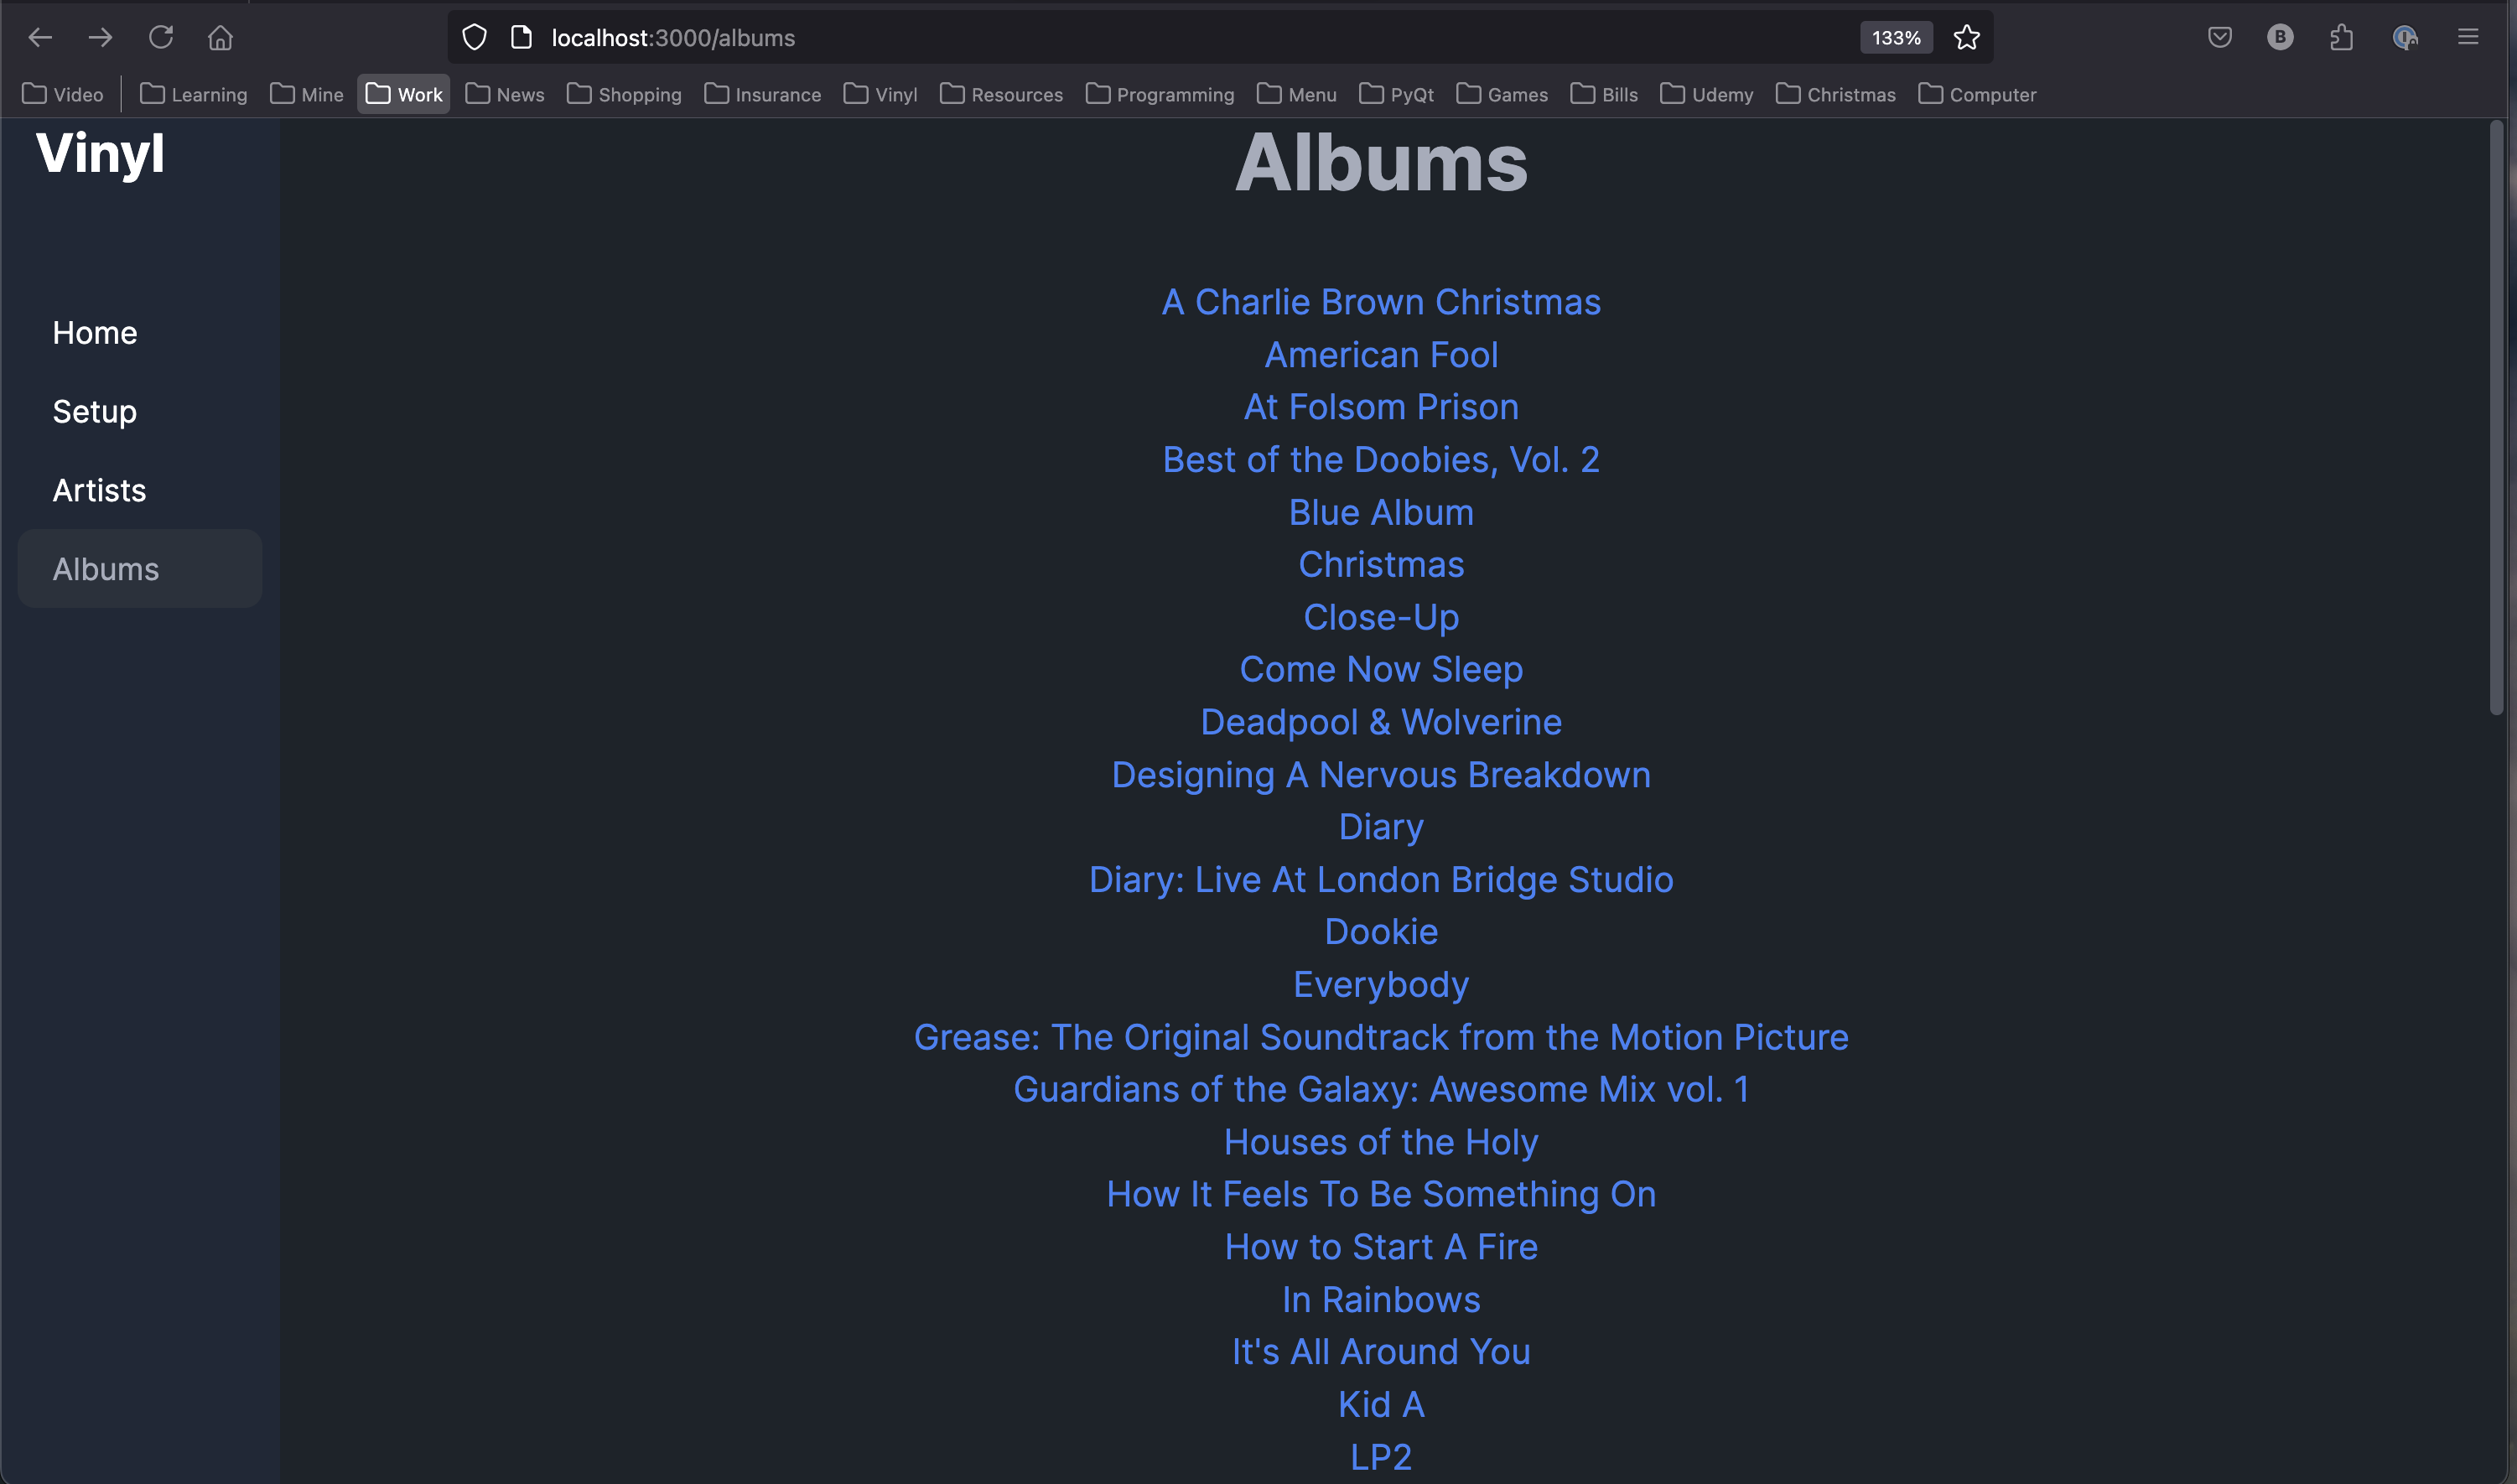 localhost:3000/albums
133%
B
Video Learning Mine Work News Shopping Insurance Vinyl Resources Programming Menu PyQt Games Bills Udemy Christmas Computer
Vinyl
Home
Setup
Artists
Albums
Albums
A Charlie Brown Christmas
American Fool
At Folsom Prison
Best of the Doobies, Vol. 2
Blue Album
Christmas
Close-Up
Come Now Sleep
Deadpool & Wolverine
Designing A Nervous Breakdown
Diary
Diary: Live At London Bridge Studio
Dookie
Everybody
Grease: The Original Soundtrack from the Motion Picture
Guardians of the Galaxy: Awesome Mix vol. 1
Houses of the Holy
How It Feels To Be Something On
How to Start A Fire
In Rainbows
It's All Around You
Kid A
LP2